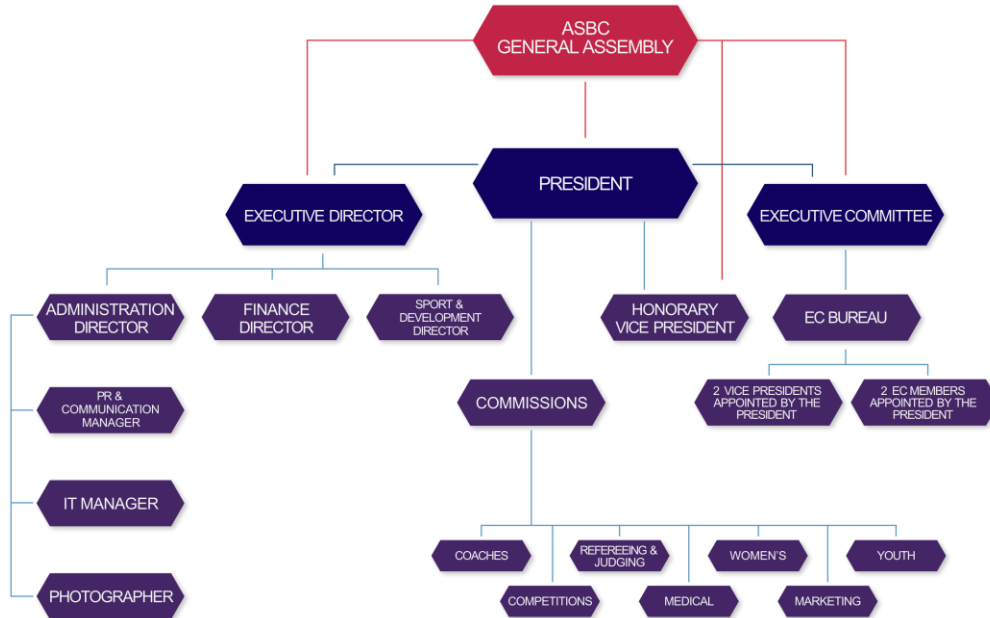 ASBC
GENERAL ASSEMBLY
PRESIDENT
EXECUTIVE DIRECTOR
EXECUTIVE COMMITTEE
ADMINISTRATION
DIRECTOR
FINANCE
DIRECTOR
SPORT &
DEVELOPMENT
DIRECTOR
HONORARY
VICE PRESIDENT
EC BUREAU
PR &
COMMUNICATION
MANAGER
COMMISSIONS
2 VICE PRESIDENTS
APPOINTED BY THE
PRESIDENT
2 EC MEMBERS
APPOINTED BY THE
PRESIDENT
IT MANAGER
COACHES
REFEREEING &
JUDGING
WOMEN'S
YOUTH
PHOTOGRAPHER
COMPETITIONS
MEDICAL
MARKETING